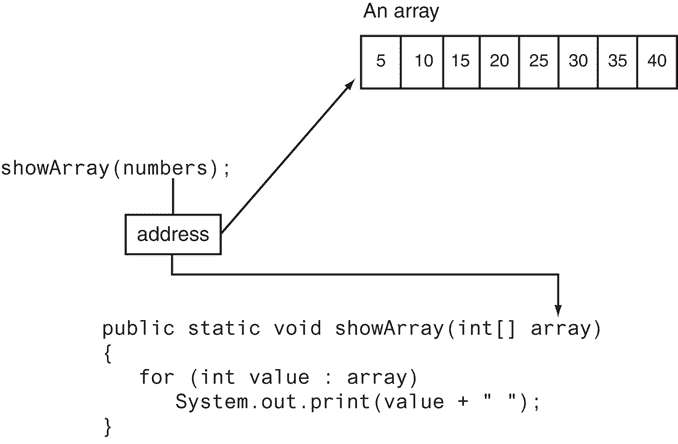 An array
5 10 15 20 25 30 35 40
showArray(numbers);
address
public static void showArray(int[] array)
{
for (int value : array)
System.out.print(value + " ");
}